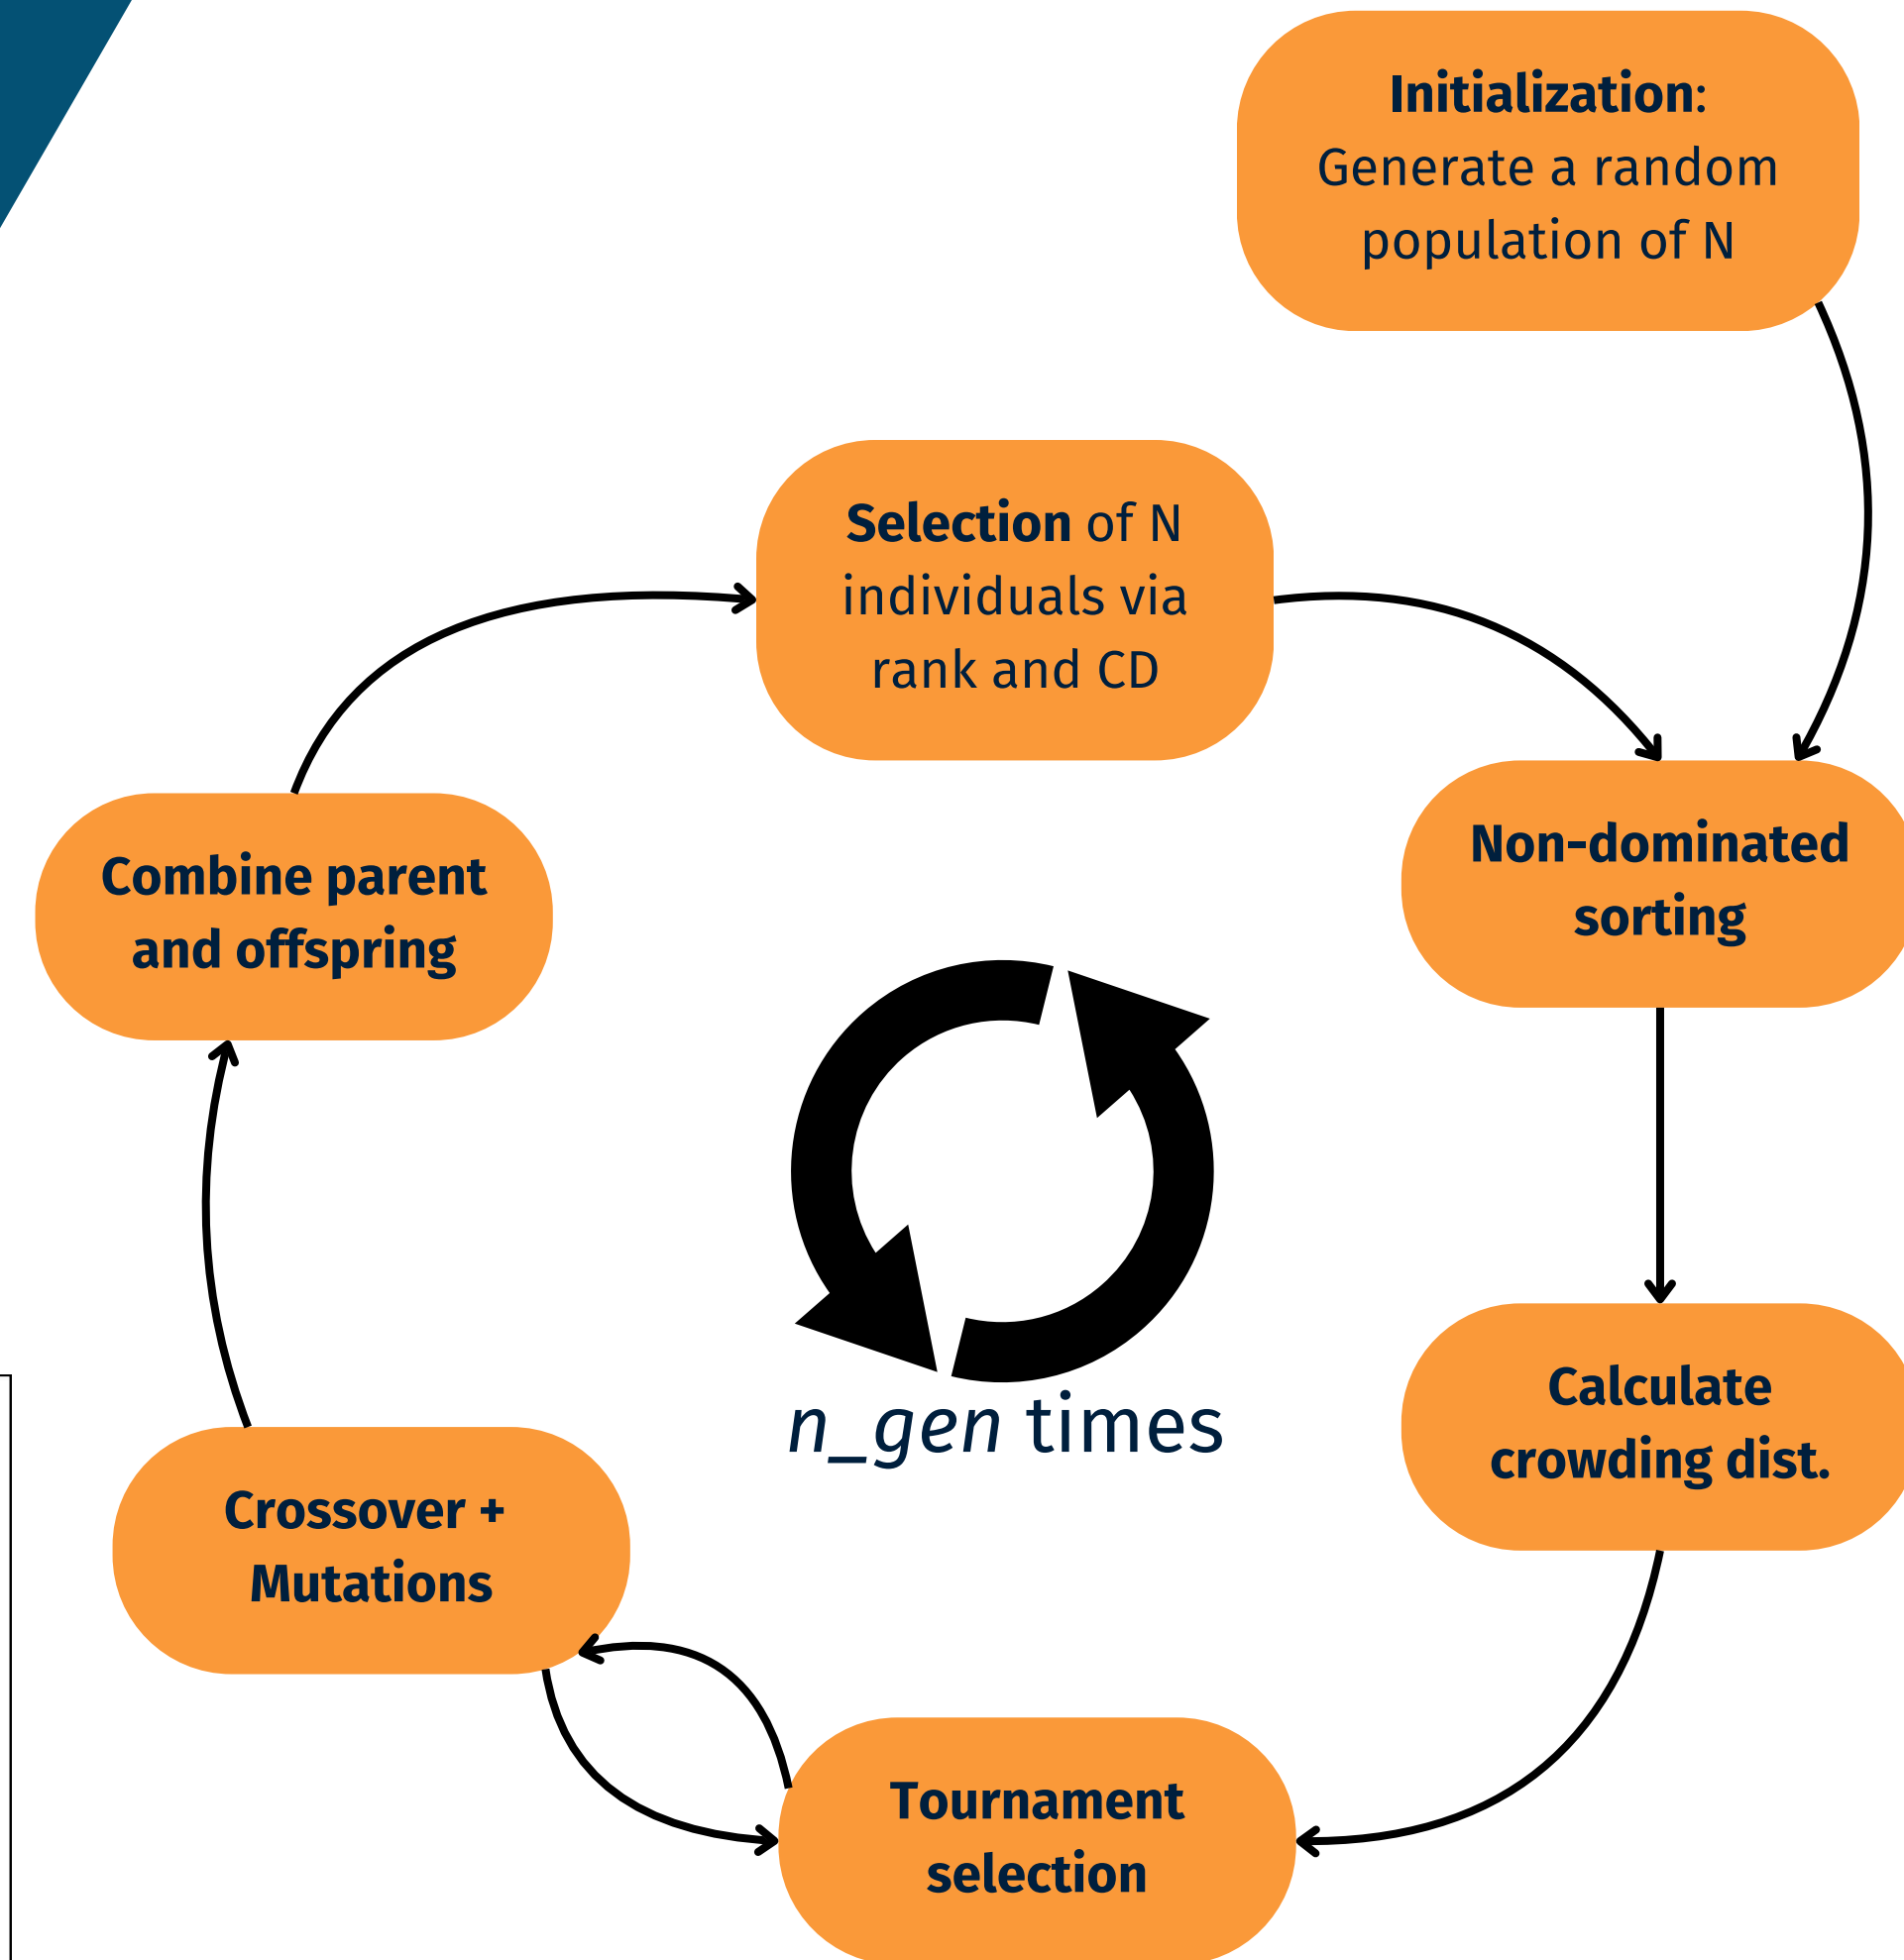 Initialization:
Generate a random
population of N
Selection of N
individuals via
rank and CD
Non-dominated
sorting
Combine parent
and offspring
n_gen times
Calculate
crowding dist.
Crossover +
Mutations
Tournament
selection